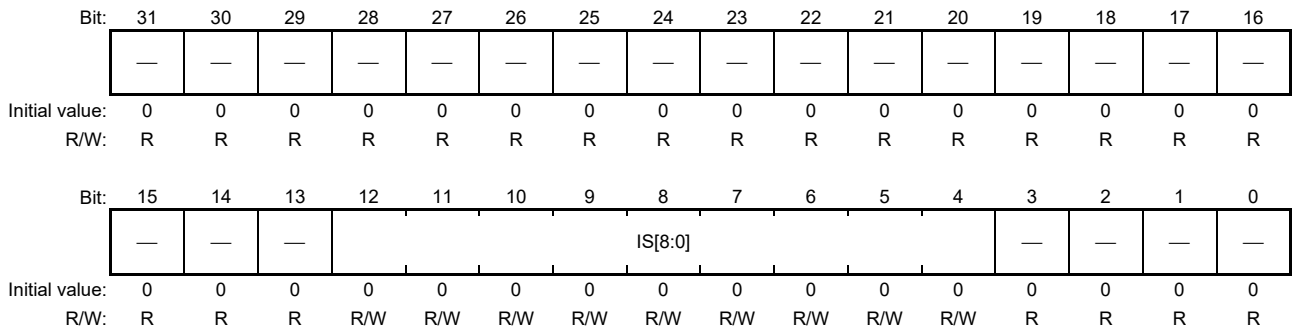 Bit: 31 30 29 28 27 26 25 24 23 22 21 20 19 18 17 16
— — — — — — — — — — — — — — — —
Initial value: 0 0 0 0 0 0 0 0 0 0 0 0 0 0 0 0
R/W: R R R R R R R R R R R R R R R R
Bit: 15 14 13 12 11 10 9 8 7 6 5 4 3 2 1 0
— — — IS[8:0] — — — —
Initial value: 0 0 0 0 0 0 0 0 0 0 0 0 0 0 0 0
R/W: R R R R/W R/W R/W R/W R/W R/W R/W R/W R/W R R R R